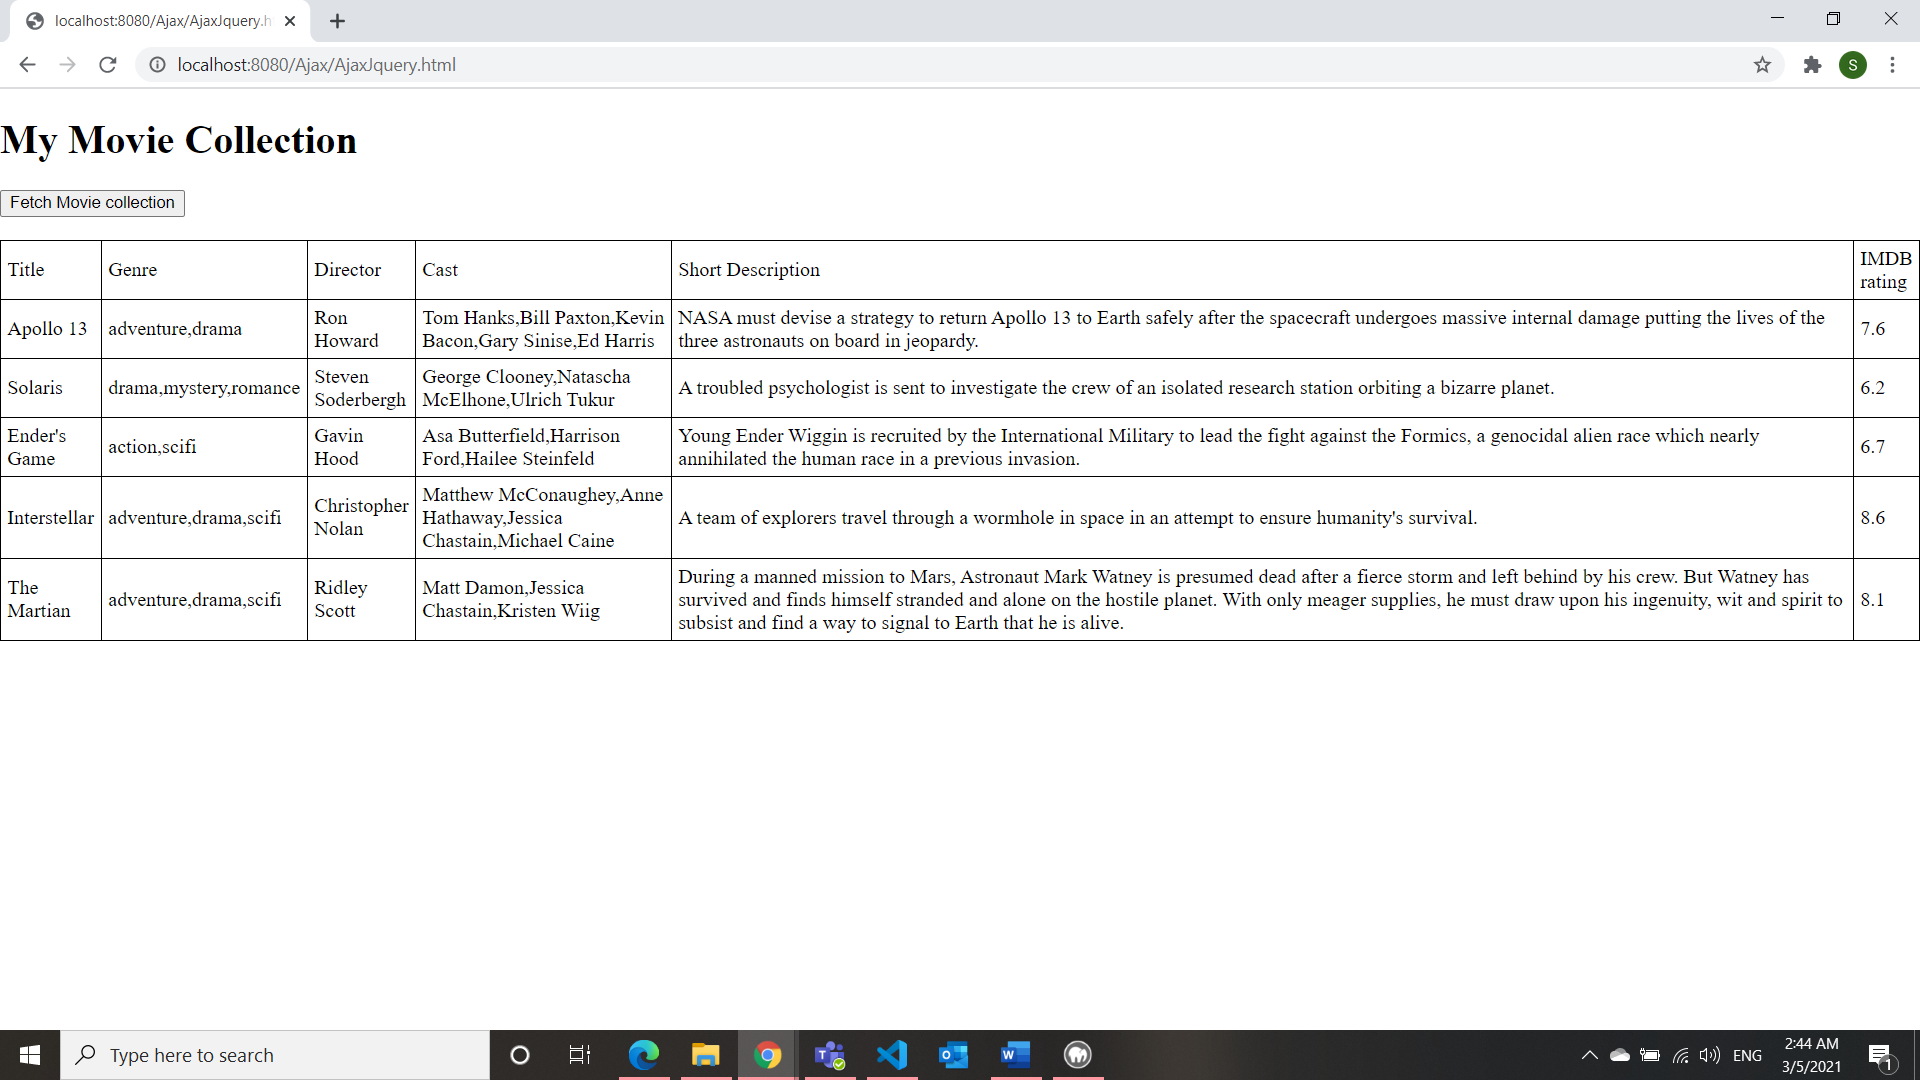 localhost:8080/Ajax/AjaxJquery.h
localhost:8080/Ajax/AjaxJquery.html
S
My Movie Collection
Fetch Movie collection
Title Genre Director Cast Short Description IMDB
rating
Apollo 13 adventure,drama Ron
Howard
Tom Hanks,Bill Paxton,Kevin
Bacon,Gary Sinise,Ed Harris
NASA must devise a strategy to return Apollo 13 to Earth safely after the spacecraft undergoes massive internal damage putting the lives of the
three astronauts on board in jeopardy.
7.6
Solaris drama,mystery,romance Steven
Soderbergh
George Clooney,Natascha
McElhone,Ulrich Tukur
A troubled psychologist is sent to investigate the crew of an isolated research station orbiting a bizarre planet.
6.2
Ender's
Game
action,scifi
Gavin
Hood
Asa Butterfield,Harrison
Ford,Hailee Steinfeld
Young Ender Wiggin is recruited by the International Military to lead the fight against the Formics, a genocidal alien race which nearly
annihilated the human race in a previous invasion.
6.7
Interstellar adventure,drama,scifi Christopher
Nolan
Matthew McConaughey,Anne
Hathaway,Jessica
Chastain,Michael Caine
A team of explorers travel through a wormhole in space in an attempt to ensure humanity's survival.
8.6
The
Martian
adventure,drama,scifi
Ridley
Scott
Matt Damon,Jessica
Chastain,Kristen Wiig
During a manned mission to Mars, Astronaut Mark Watney is presumed dead after a fierce storm and left behind by his crew. But Watney has
survived and finds himself stranded and alone on the hostile planet. With only meager supplies, he must draw upon his ingenuity, wit and spirit to
subsist and find a way to signal to Earth that he is alive.
8.1
Type here to search
ENG
2:44 AM
3/5/2021
1